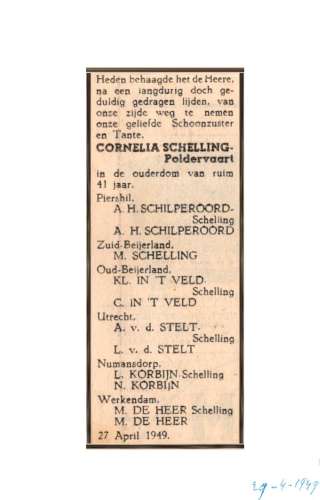 Heden behaagde het de Heere,
na een langdurig doch ge-
duldig gedragen lijden, van
onze zijde weg te nemen
onze geliefde Schoonzuster
en Tante,
CORNELIA SCHELLING-
Poldervaart
in de ouderdom van ruim
41 jaar.
Piershil.
A. H. SCHILPEROORD-
Schelling
A. H. SCHILPEROORD
Zuid-Beijerland.
M. SCHELLING
Oud-Beijerland.
KL. IN 'T VELD-
Schelling
C. IN 'T VELD
Utrecht.
A. v. d. STELT-
Schelling
L. v. d. STELT
Numansdorp.
L. KORBIJN-Schelling
N. KORBIJN
Werkendam.
M. DE HEER Schelling
M. DE HEER
27 April 1949.
29-4-1949